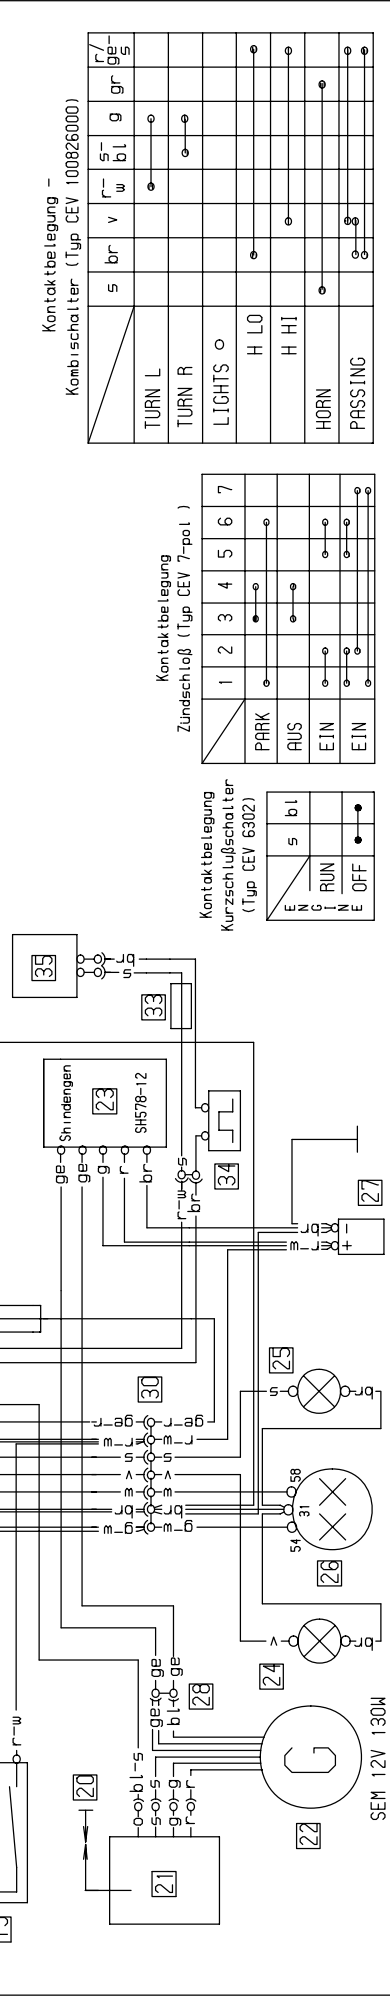 Kontaktbelegung -
Kombischalter (Typ CEV 100826000)
s br v r-w s-bl g gr r/ge-s
TURN L
TURN R
LIGHTS O
H LO
H HI
HORN
PASSING
Kontaktbelegung
Zündschloß (Typ CEV 7-pol )
1 2 3 4 5 6 7
PARK
AUS
EIN
EIN
Kontaktbelegung
Kurzschlußschalter
(Typ CEV 6302)
s bl
ENGINE
RUN
OFF
35
br
s
33
Shindengen
23
SH578-12
ge
ge
g
r
br
s
r-w
br
34
27
br
r-w
- +
25
s
br
30
ge-r ge-r
r-w r-w
s s
v v
w w
br br
g-w g-w
58
31
54
26
24
v
br
ge ge
bl ge
28
r-w
20
o bl-s
s s
g g
r r
21
G
22
SEM 12V 130W